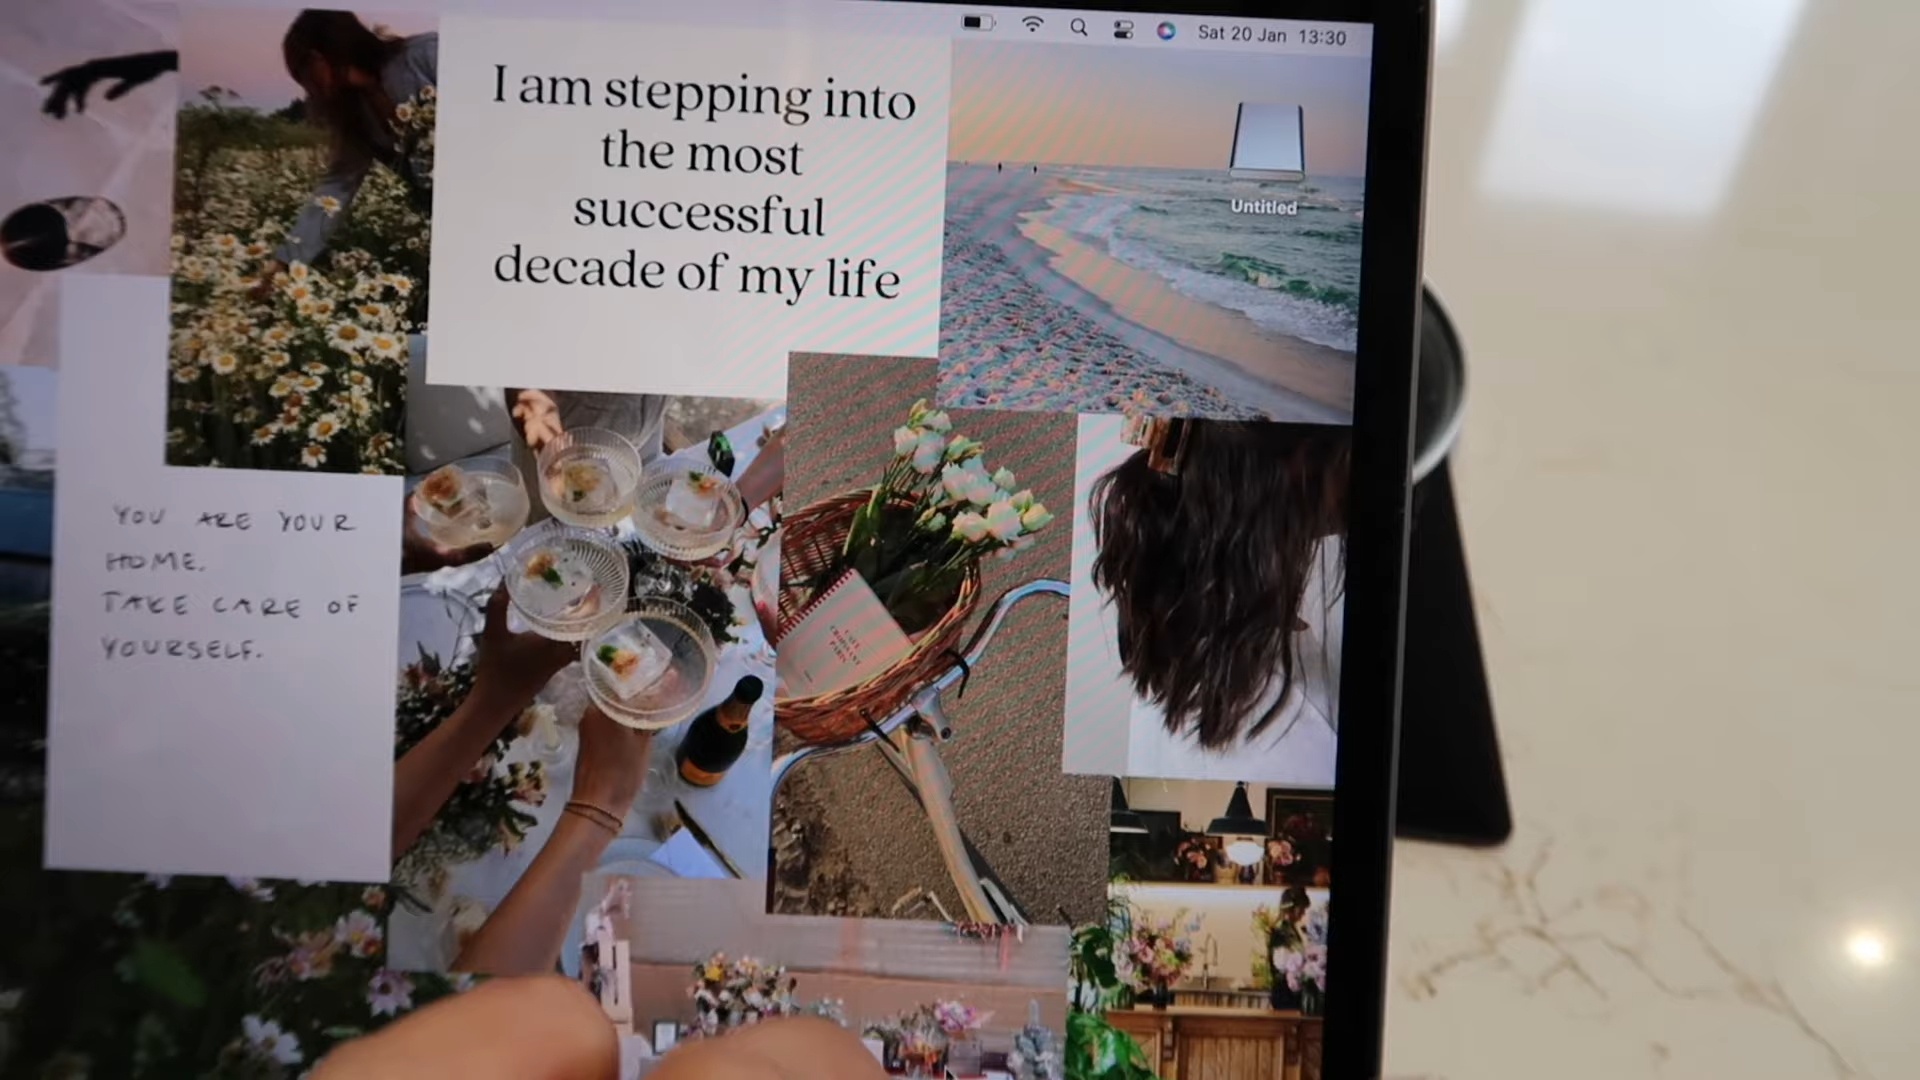 Sat 20 Jan 13:30
I am stepping into
the most
successful
decade of my life
Untitled
YOU ARE YOUR
HOME.
TAKE CARE OF
YOURSELF.